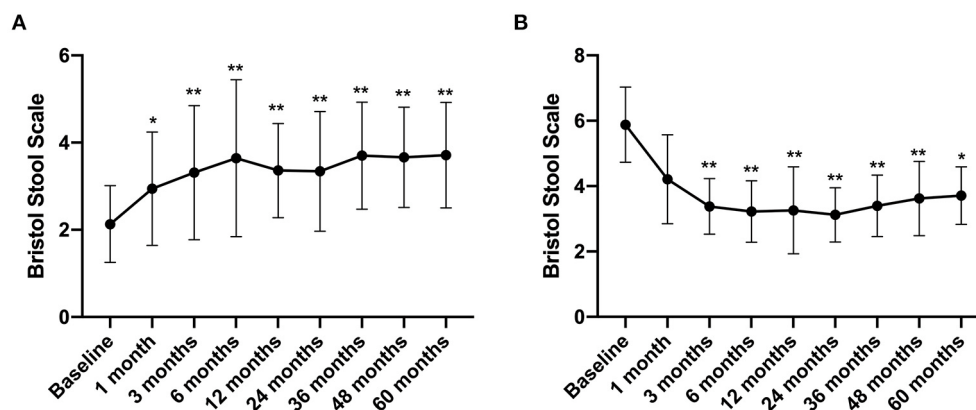 A
Bristol Stool Scale
6
4
2
0
*
**
**
**
**
**
**
**
Baseline
1 month
3 months
6 months
12 months
24 months
36 months
48 months
60 months
B
Bristol Stool Scale
8
6
4
2
0
**
**
**
**
**
**
*
Baseline
1 month
3 months
6 months
12 months
24 months
36 months
48 months
60 months